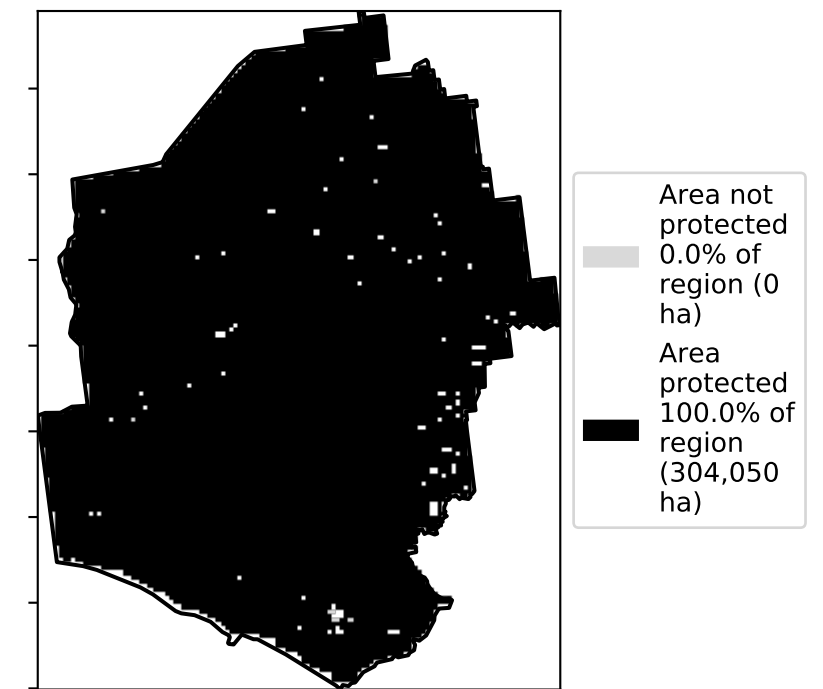 Area not
protected
0.0% of
region (0
ha)
Area
protected
100.0% of
region
(304,050
ha)